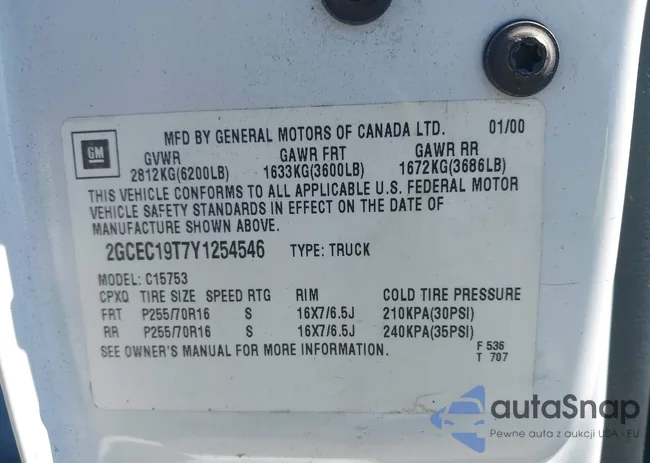 MFD BY GENERAL MOTORS OF CANADA LTD. 01/00
GM
GVWR GAWR FRT GAWR RR
2812KG(6200LB) 1633KG(3600LB) 1672KG(3686LB)
THIS VEHICLE CONFORMS TO ALL APPLICABLE U.S. FEDERAL MOTOR
VEHICLE SAFETY STANDARDS IN EFFECT ON THE DATE OF
MANUFACTURE SHOWN ABOVE.
2GCEC19T7Y1254546 TYPE: TRUCK
MODEL: C15753
CPXQ TIRE SIZE SPEED RTG RIM COLD TIRE PRESSURE
FRT P255/70R16 S 16X7/6.5J 210KPA(30PSI)
RR P255/70R16 S 16X7/6.5J 240KPA(35PSI)
SEE OWNER'S MANUAL FOR MORE INFORMATION.
F 536
T 707
autoSnap
Pewne auta z aukcji USA i EU